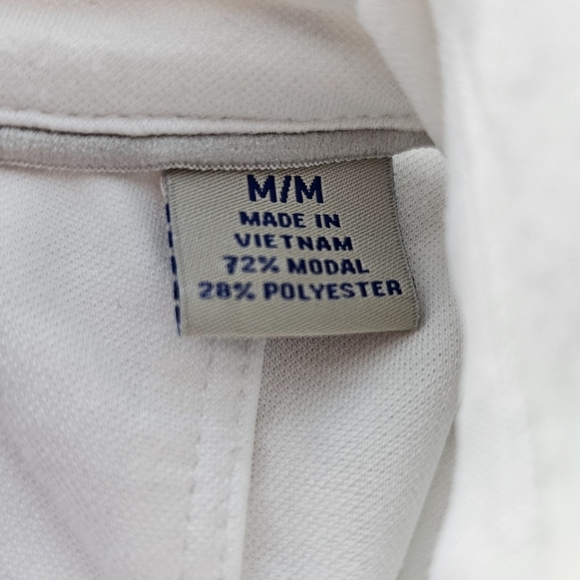 M/M
MADE IN
VIETNAM
72% MODAL
28% POLYESTER